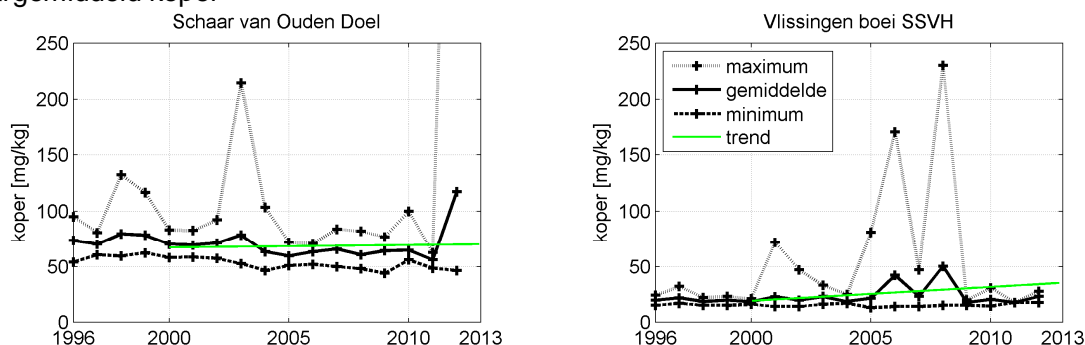 Schaar van Ouden Doel
koper [mg/kg]
250
200
150
100
50
0
1996 2000 2005 2010 2013
Vlissingen boei SSVH
koper [mg/kg]
250
200
150
100
50
0
maximum
gemiddelde
minimum
trend
1996 2000 2005 2010 2013